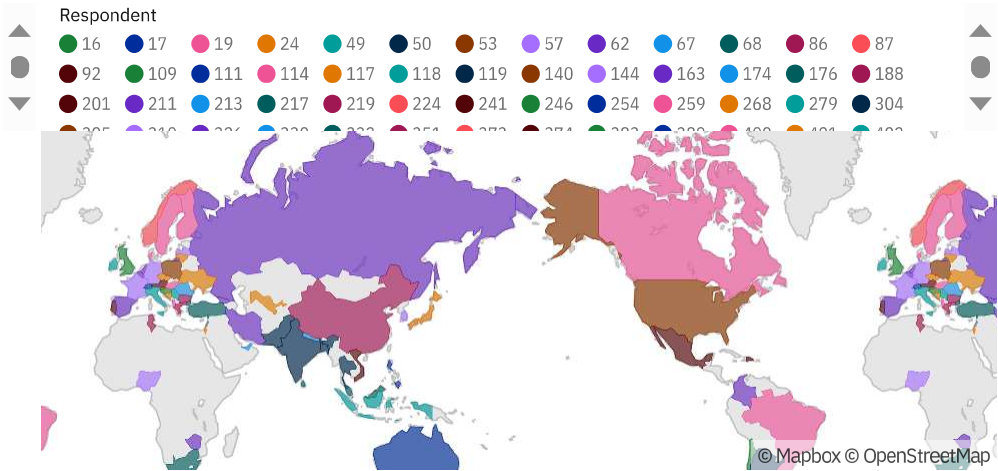 Respondent
16 17 19 24 49 50 53 57 62 67 68 86 87
92 109 111 114 117 118 119 140 144 163 174 176 188
201 211 213 217 219 224 241 246 254 259 268 279 304
© Mapbox © OpenStreetMap